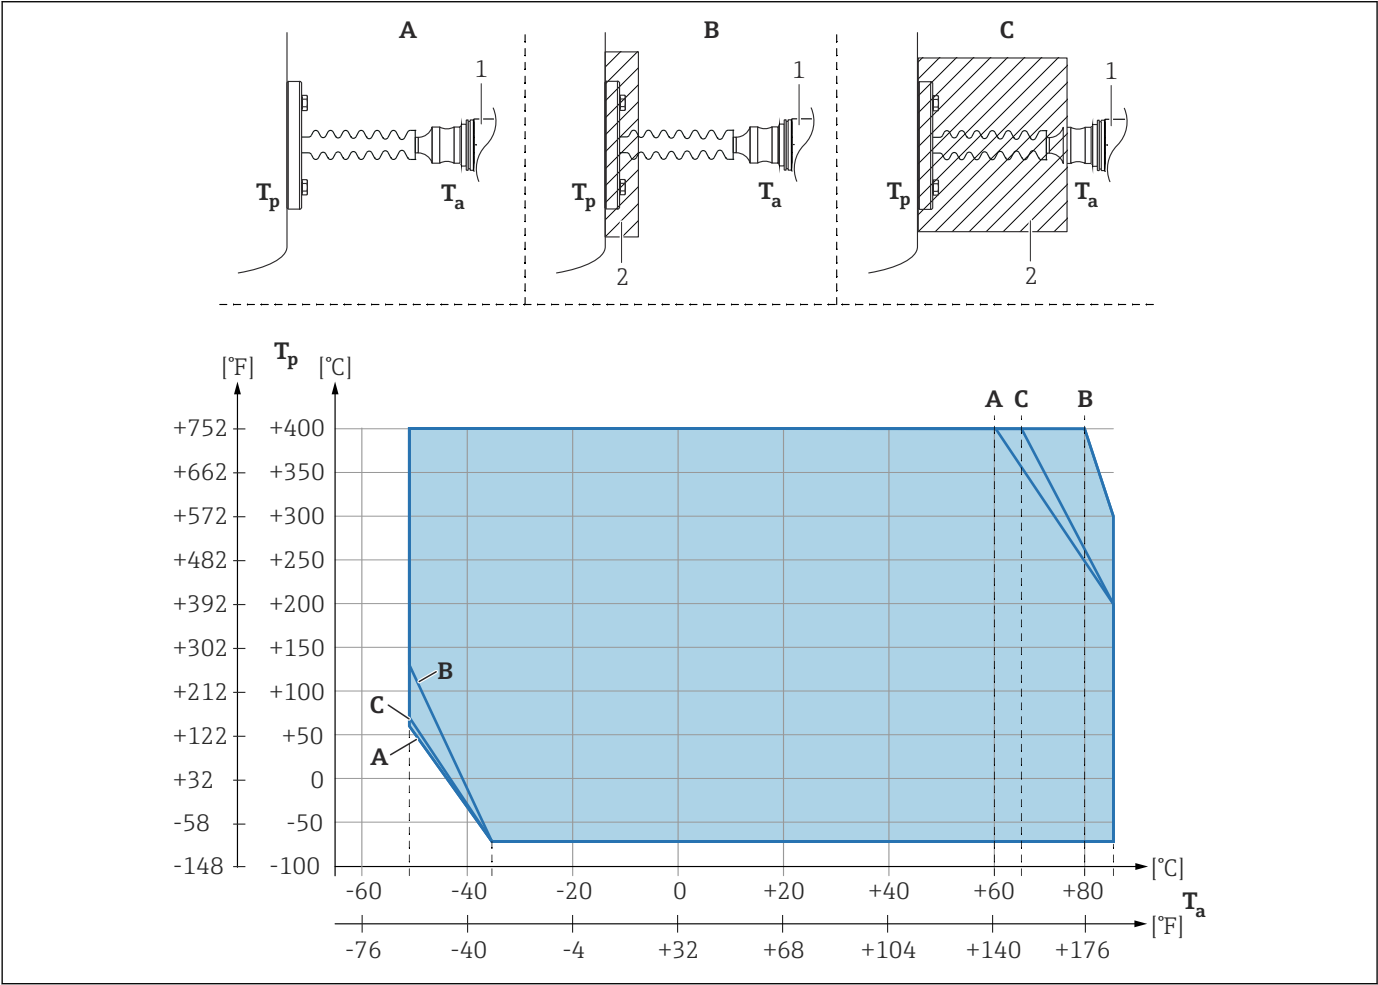 A B C
1 1 1
Tp Ta Tp Ta Tp Ta
2 2
Tp
[°F] [°C]
A C B
+752 +400
+662 +350
+572 +300
+482 +250
+392 +200
+302 +150
B
+212 +100
C
+122 +50
A
+32 0
-58 -50
-148 -100
[°C]
-60 -40 -20 0 +20 +40 +60 +80
Ta
[°F]
-76 -40 -4 +32 +68 +104 +140 +176